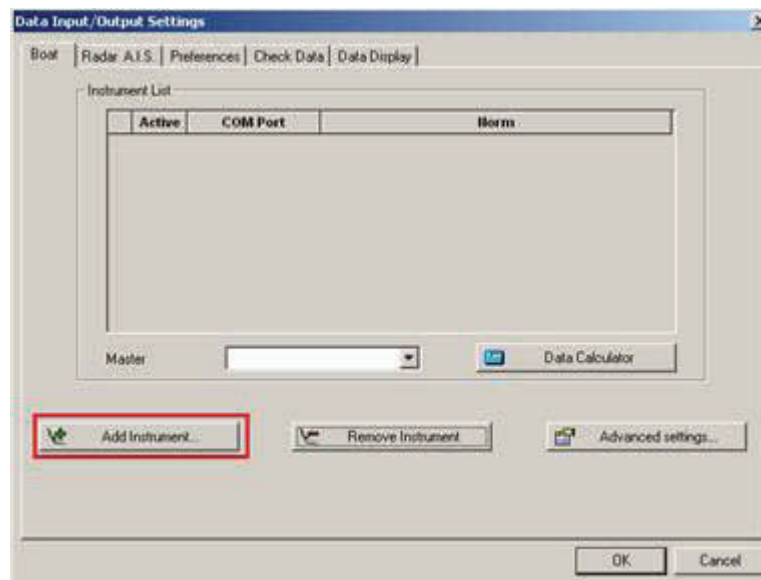 Data Input/Output Settings
Boat Radar A.I.S. Preferences Check Data Data Display
Instrument List
Active COM Port Norm
Master Data Calculator
Add Instrument... Remove Instrument Advanced settings...
OK Cancel